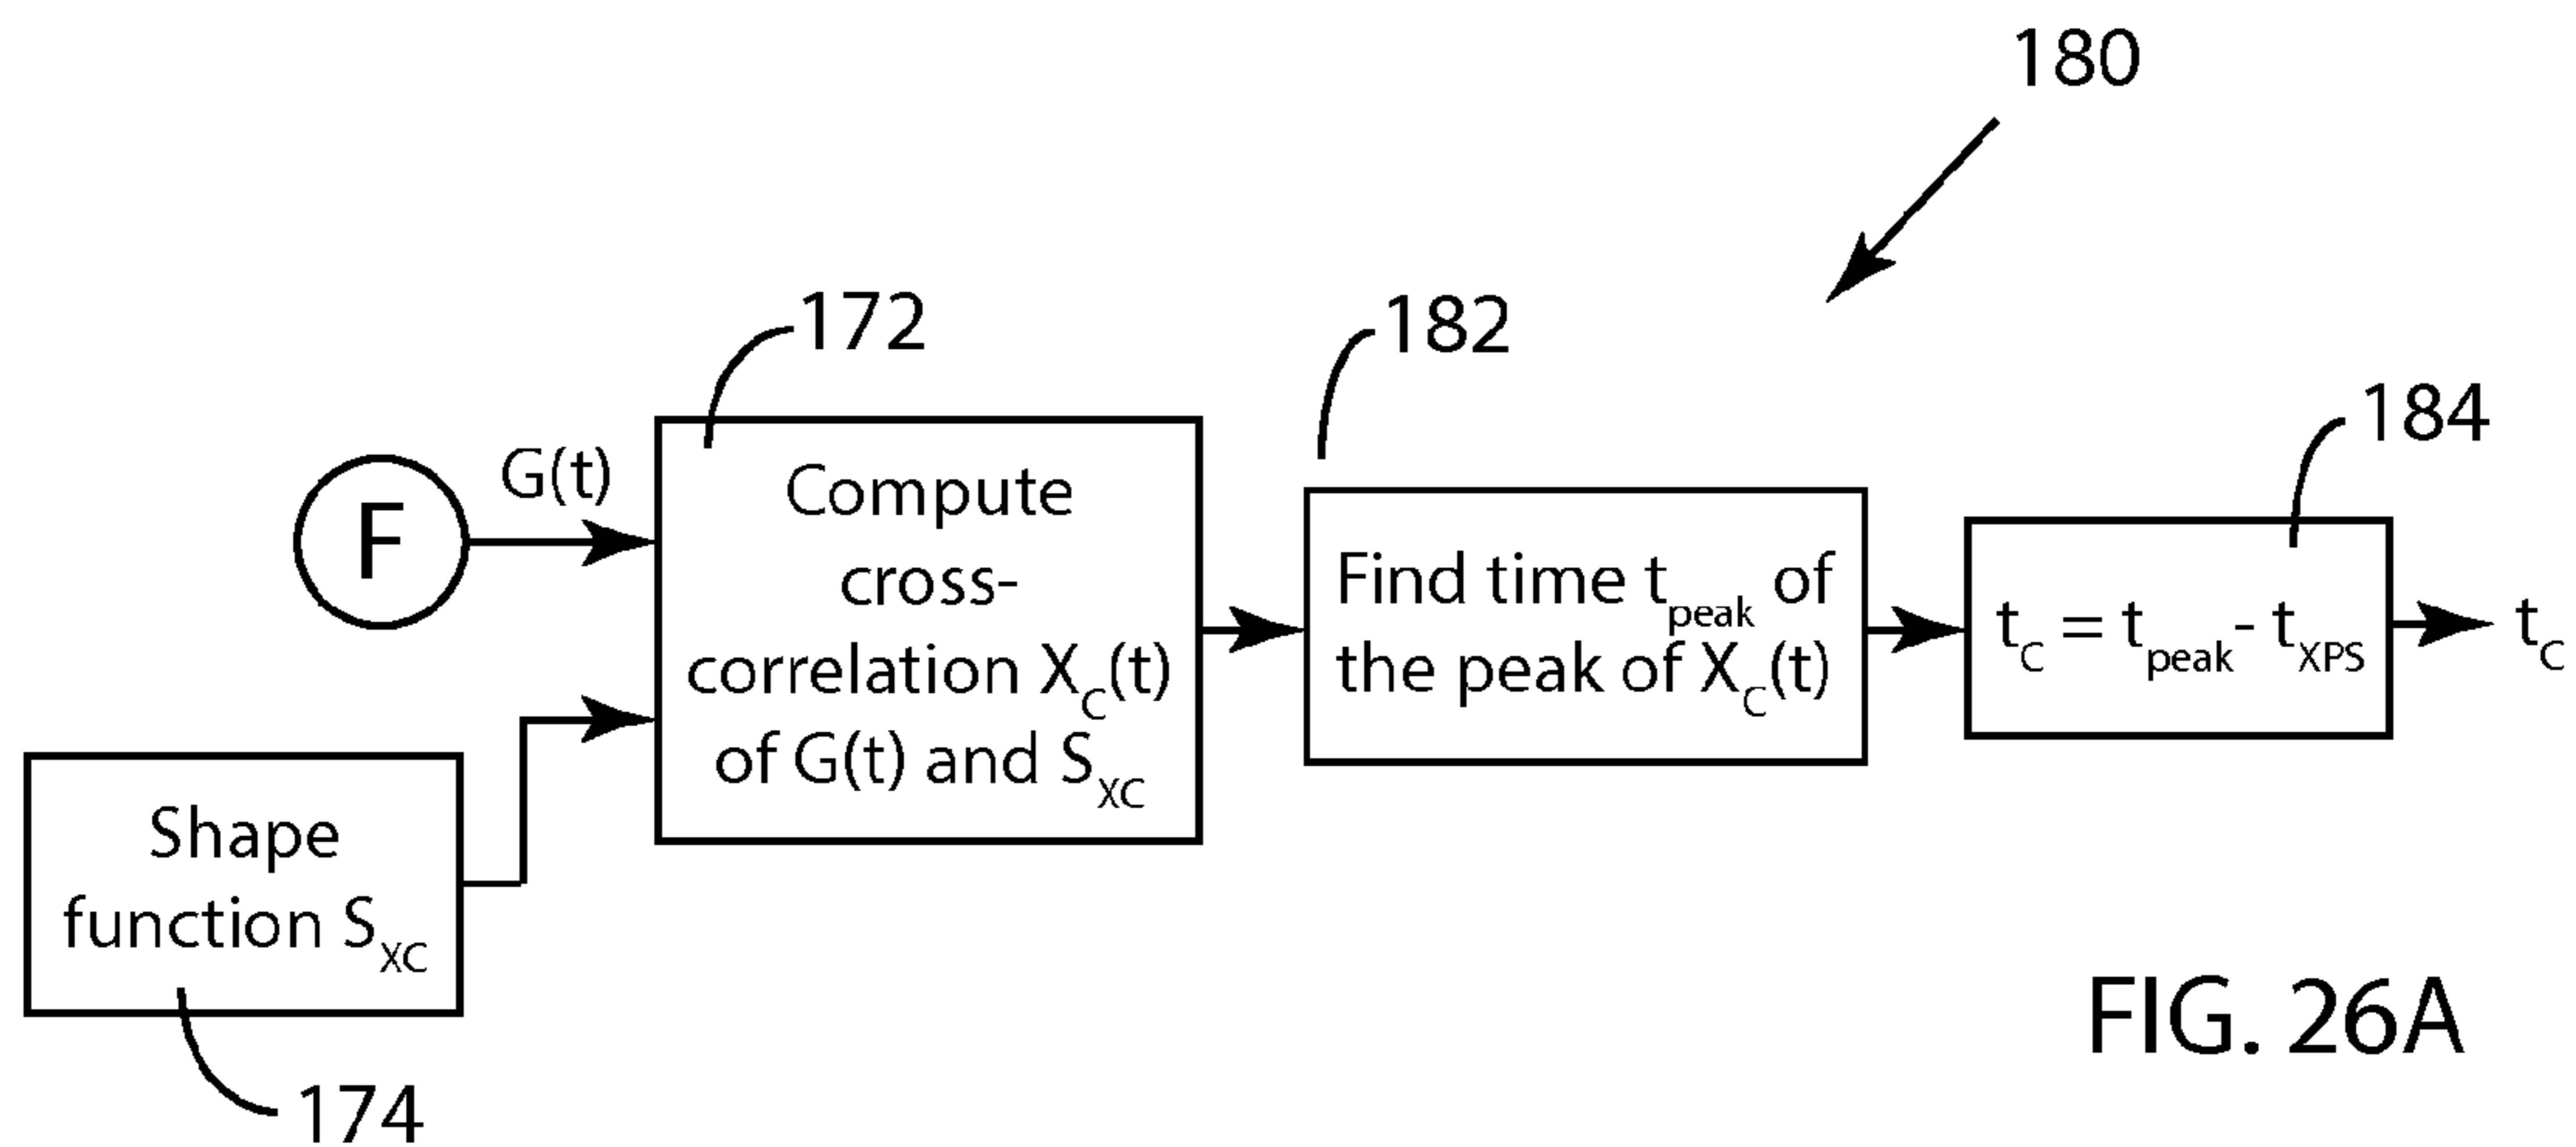 180
172
182
184
G(t)
F
Compute
cross-
correlation X_C(t)
of G(t) and S_XC
Find time t_peak of
the peak of X_C(t)
t_C = t_peak - t_XPS
t_C
Shape
function S_XC
174
FIG. 26A